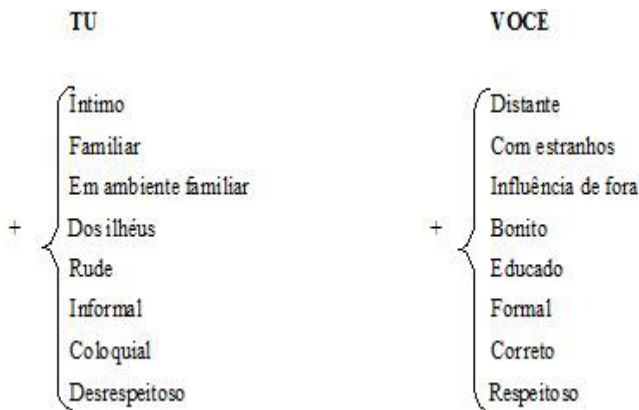 TU
VOCÊ
+
Íntimo
Familiar
Em ambiente familiar
Dos ilhéus
Rude
Informal
Coloquial
Desrespeitoso
+
Distante
Com estranhos
Influência de fora
Bonito
Educado
Formal
Correto
Respeitoso